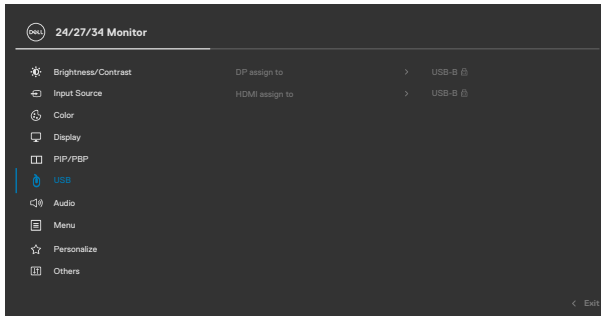 DELL 24/27/34 Monitor
Brightness/Contrast DP assign to > USB-B
Input Source HDMI assign to > USB-B
Color
Display
PIP/PBP
USB
Audio
Menu
Personalize
Others
< Exit